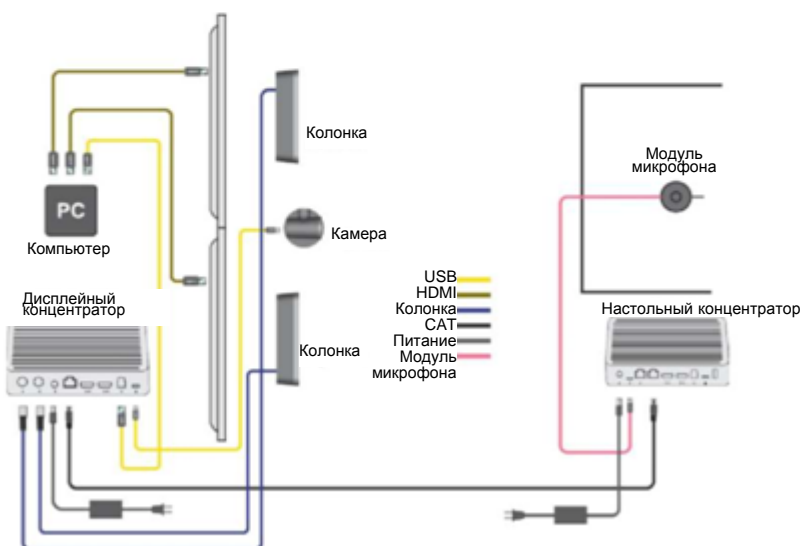 Колонка
Модуль
микрофона
PC
Компьютер
Камера
USB
HDMI
Колонка
CAT
Питание
Модуль
микрофона
Дисплейный
концентратор
Настольный концентратор
Колонка